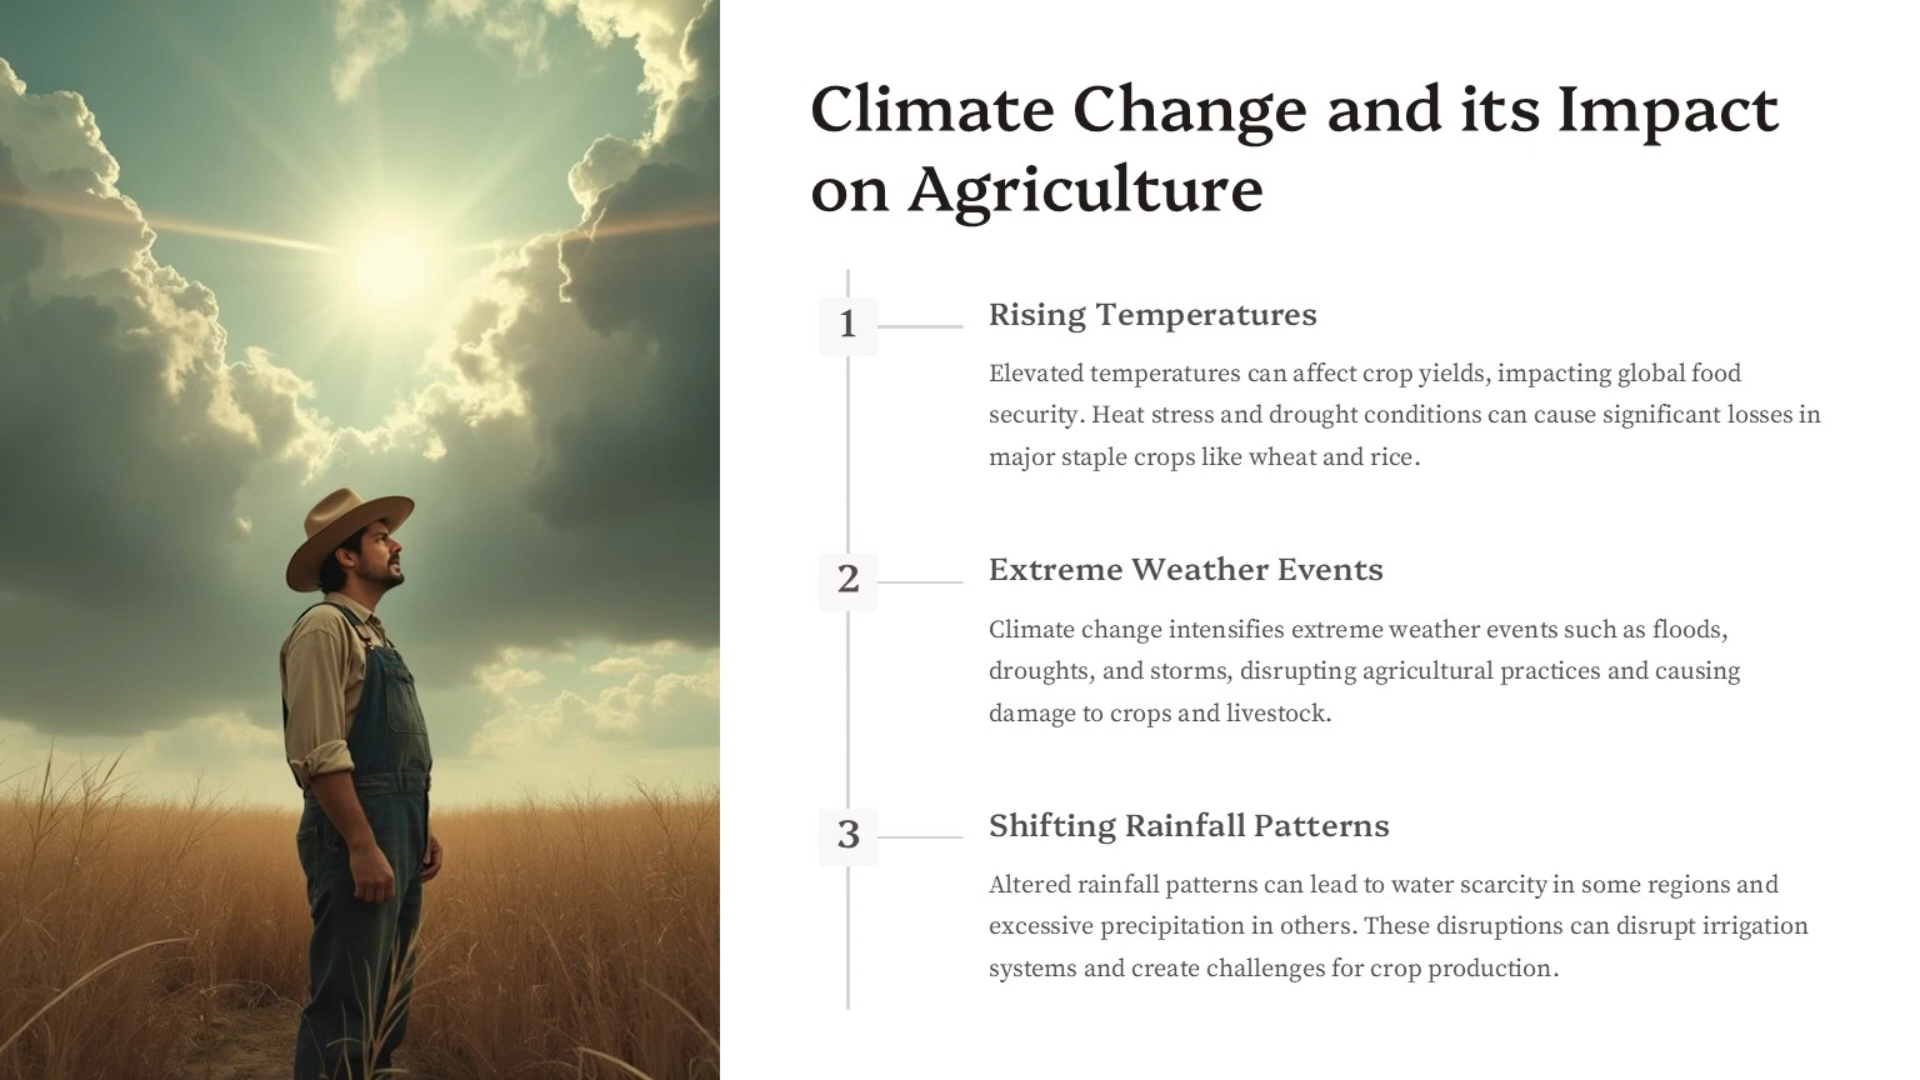 Climate Change and its Impact
on Agriculture
1
Rising Temperatures
Elevated temperatures can affect crop yields, impacting global food
security. Heat stress and drought conditions can cause significant losses in
major staple crops like wheat and rice.
2
Extreme Weather Events
Climate change intensifies extreme weather events such as floods,
droughts, and storms, disrupting agricultural practices and causing
damage to crops and livestock.
3
Shifting Rainfall Patterns
Altered rainfall patterns can lead to water scarcity in some regions and
excessive precipitation in others. These disruptions can disrupt irrigation
systems and create challenges for crop production.